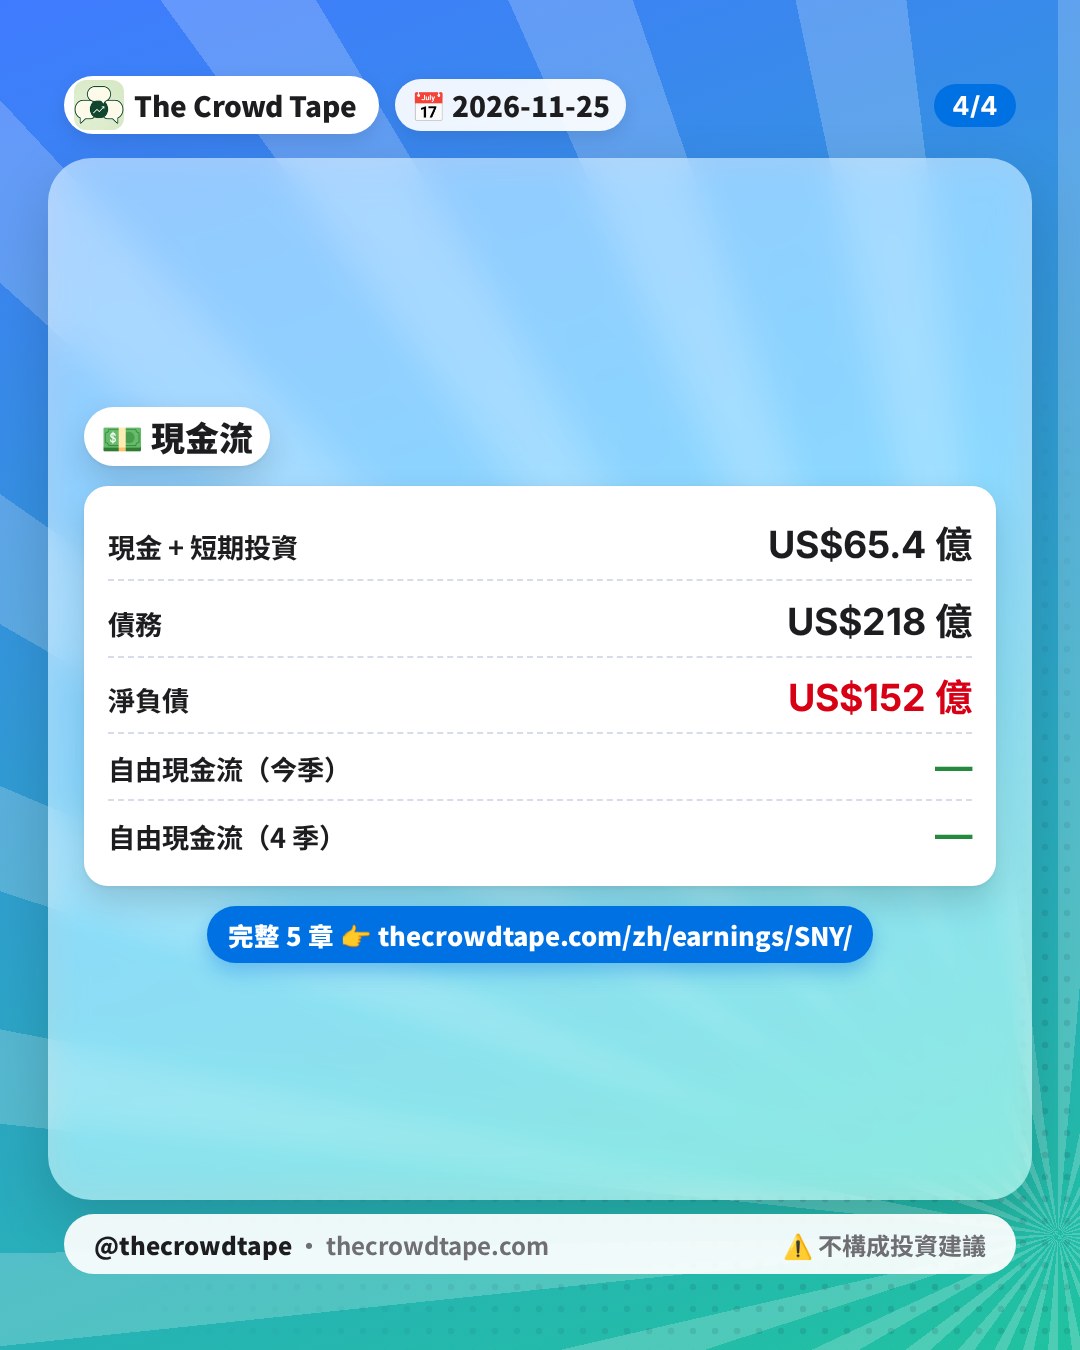 The Crowd Tape
July 17 2026-11-25
4/4
現金流
現金 + 短期投資 US$65.4 億
債務 US$218 億
淨負債 US$152 億
自由現金流（今季） —
自由現金流（4 季） —
完整 5 章 👉 thecrowdtape.com/zh/earnings/SNY/
@thecrowdtape • thecrowdtape.com
⚠️ 不構成投資建議